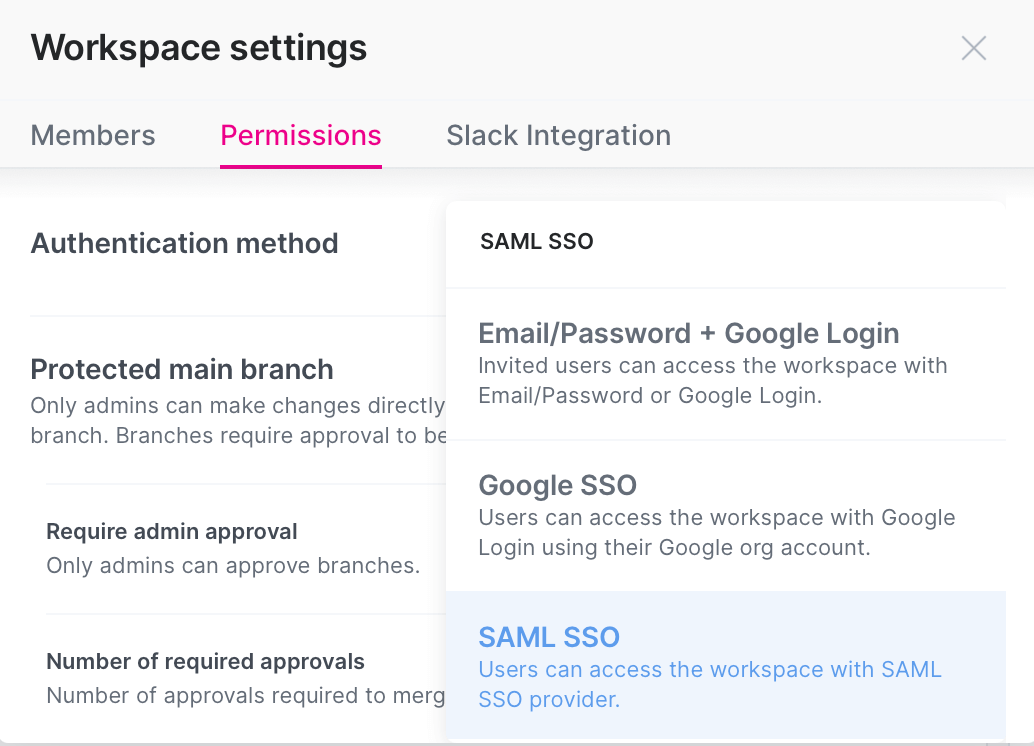 Workspace settings
Members Permissions Slack Integration
Authentication method
SAML SSO
Email/Password + Google Login
Invited users can access the workspace with
Email/Password or Google Login.
Protected main branch
Only admins can make changes directly
branch. Branches require approval to be
Google SSO
Users can access the workspace with Google
Login using their Google org account.
Require admin approval
Only admins can approve branches.
SAML SSO
Users can access the workspace with SAML
SSO provider.
Number of required approvals
Number of approvals required to merg